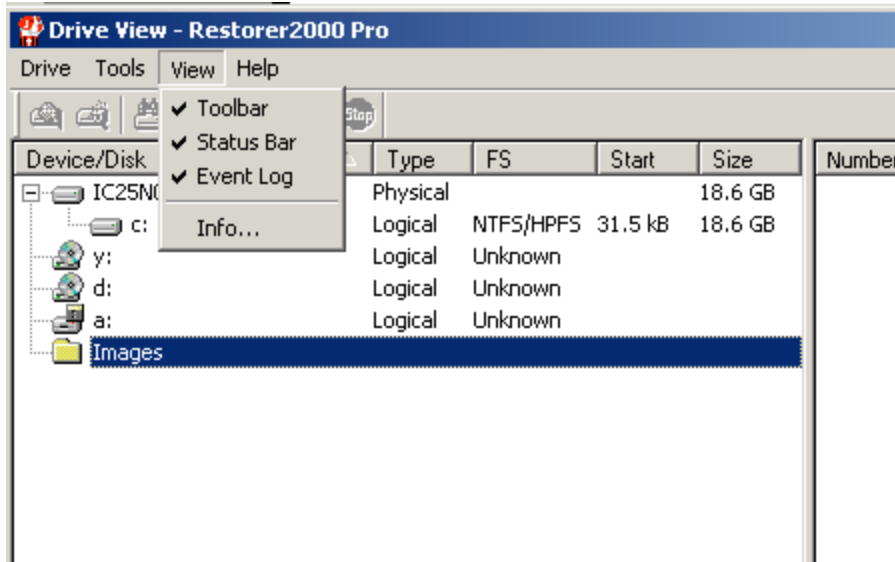 Drive View - Restorer2000 Pro
Drive Tools View Help
Toolbar
Status Bar
Event Log
Info...
Stop
Device/Disk Type FS Start Size Number
IC25N Physical 18.6 GB
c: Logical NTFS/HPFS 31.5 kB 18.6 GB
y: Logical Unknown
d: Logical Unknown
a: Logical Unknown
Images